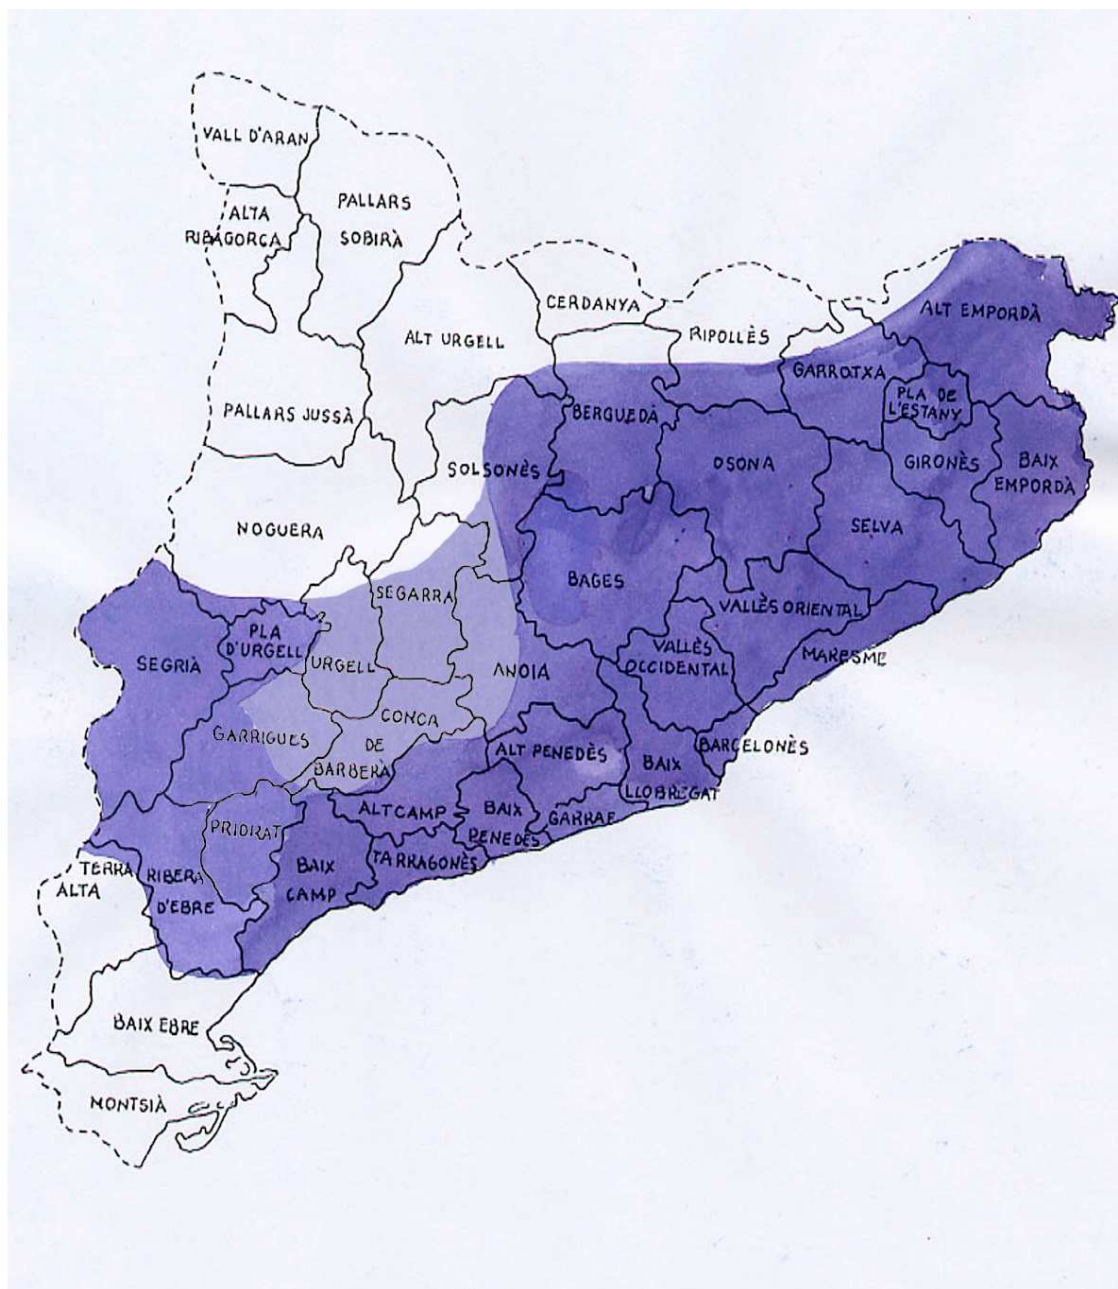 VALL D'ARAN
PALLARS
SOBIRÀ
ALTA
RIBAGORÇA
CERDANYA
ALT URGELL
RIPOLLÈS
ALT EMPORDÀ
GARROTXA
PLA DE
L'ESTANY
PALLARS JUSSÀ
BERGUEDÀ
SOLSONÈS
OSONA
GIRONÈS
BAIX
EMPORDÀ
NOGUERA
SELVA
BAGES
SEGARRA
VALLÈS ORIENTAL
PLA
D'URGELL
SEGRIÀ
URGELL
ANOIA
VALLÈS
OCCIDENTAL
MARESME
CONCA
DE
BARBERÀ
GARRIGUES
ALT PENEDÈS
BARCELONÈS
BAIX
LLOBREGAT
ALT CAMP
BAIX
PENEDÈS
GARRAF
PRIORAT
TARRAGONÈS
BAIX
CAMP
TERRA
ALTA
RIBERA
D'EBRE
BAIX EBRE
MONTSIÀ